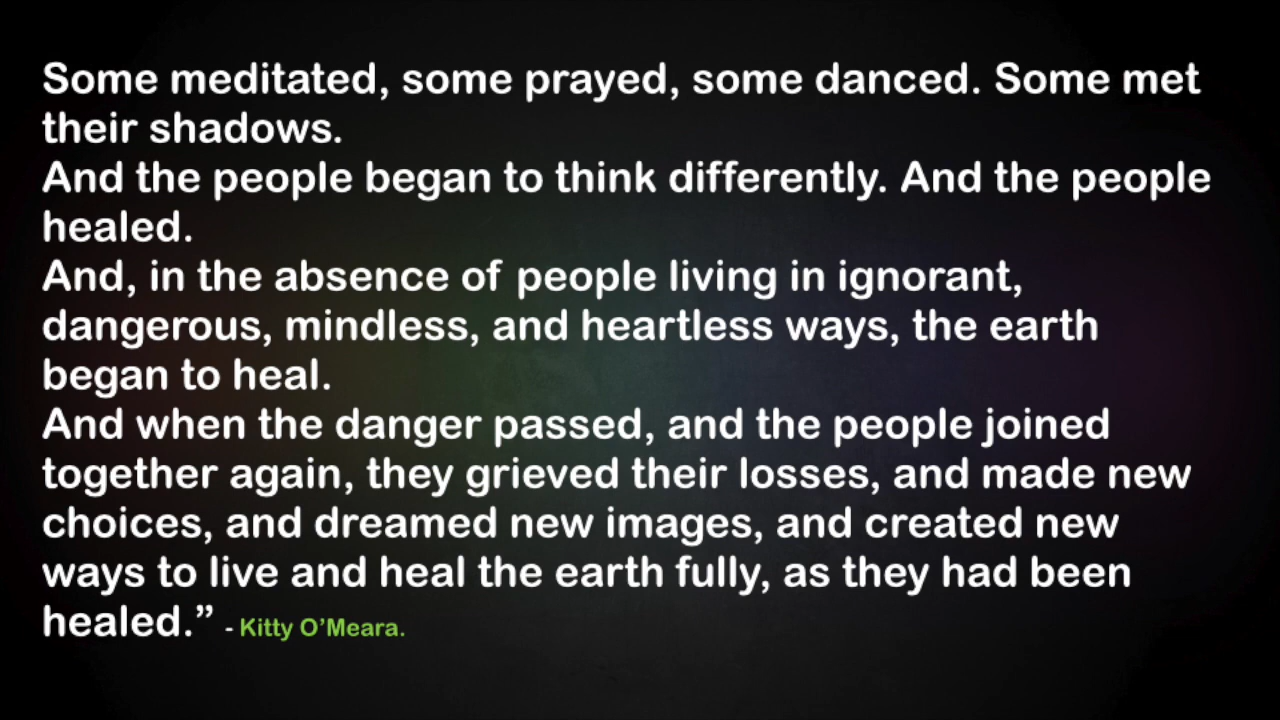 Some meditated, some prayed, some danced. Some met
their shadows.
And the people began to think differently. And the people
healed.
And, in the absence of people living in ignorant,
dangerous, mindless, and heartless ways, the earth
began to heal.
And when the danger passed, and the people joined
together again, they grieved their losses, and made new
choices, and dreamed new images, and created new
ways to live and heal the earth fully, as they had been
healed.” - Kitty O’Meara.